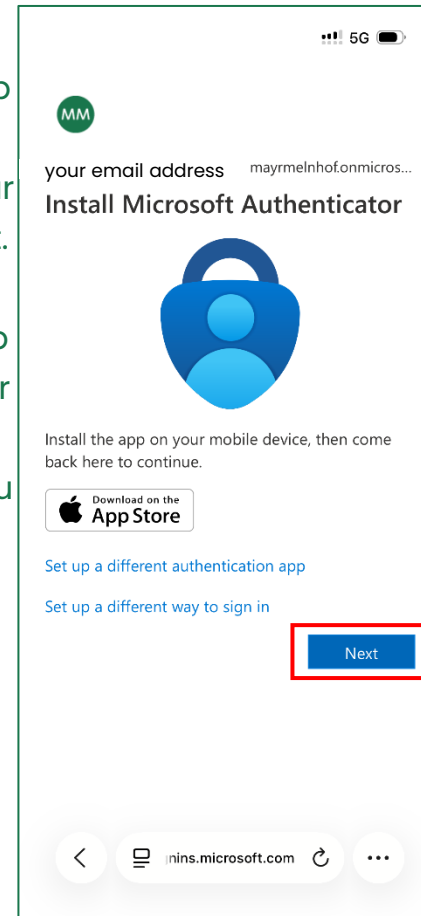 5G
MM
your email address mayrmelnhof.onmicros...
Install Microsoft Authenticator
Install the app on your mobile device, then come
back here to continue.
Download on the
App Store
Set up a different authentication app
Set up a different way to sign in
Next
nins.microsoft.com